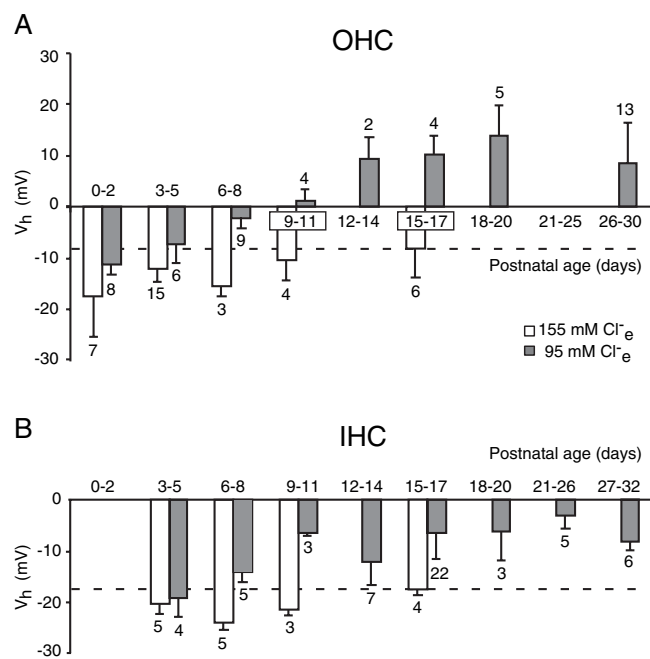 A
OHC
30
20
10
0
-10
-20
-30
V_h (mV)
5
13
2
4
4
0-2 3-5 6-8
9-11 12-14 15-17 18-20 21-25 26-30
Postnatal age (days)
8
6
9
15
3
4
6
7
155 mM Cl⁻e
95 mM Cl⁻e
B
IHC
Postnatal age (days)
0-2 3-5 6-8 9-11 12-14 15-17 18-20 21-26 27-32
0
-10
-20
-30
V_h (mV)
5
4
5
5
3
3
7
4
22
3
5
6